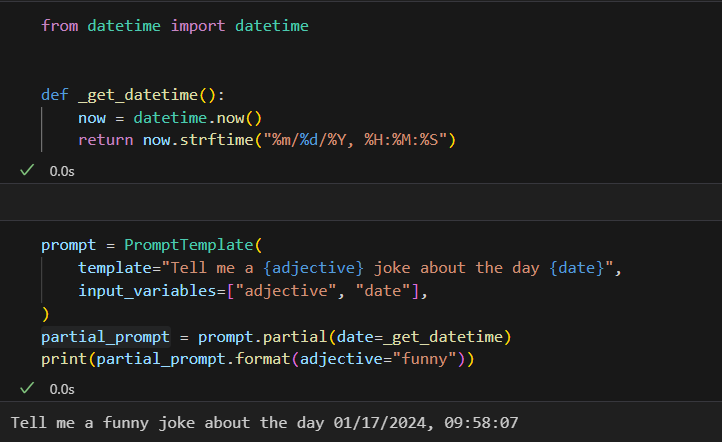 from datetime import datetime
def _get_datetime():
    now = datetime.now()
    return now.strftime("%m/%d/%Y, %H:%M:%S")
0.0s
prompt = PromptTemplate(
    template="Tell me a {adjective} joke about the day {date}",
    input_variables=["adjective", "date"],
)
partial_prompt = prompt.partial(date=_get_datetime)
print(partial_prompt.format(adjective="funny"))
0.0s
Tell me a funny joke about the day 01/17/2024, 09:58:07